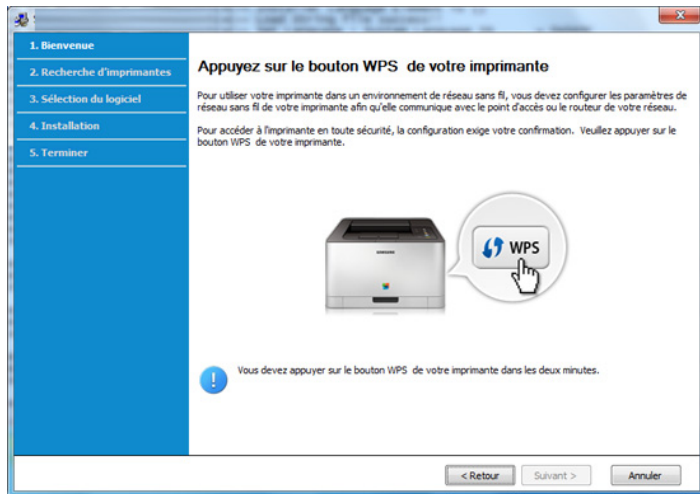 1. Bienvenue
2. Recherche d'imprimantes
3. Sélection du logiciel
4. Installation
5. Terminer
Appuyez sur le bouton WPS de votre imprimante
Pour utiliser votre imprimante dans un environnement de réseau sans fil, vous devez configurer les paramètres de
réseau sans fil de votre imprimante afin qu'elle communique avec le point d'accès ou le routeur de votre réseau.
Pour accéder à l'imprimante en toute sécurité, la configuration exige votre confirmation. Veuillez appuyer sur le
bouton WPS de votre imprimante.
SAMSUNG
WPS
Vous devez appuyer sur le bouton WPS de votre imprimante dans les deux minutes.
< Retour
Suivant >
Annuler